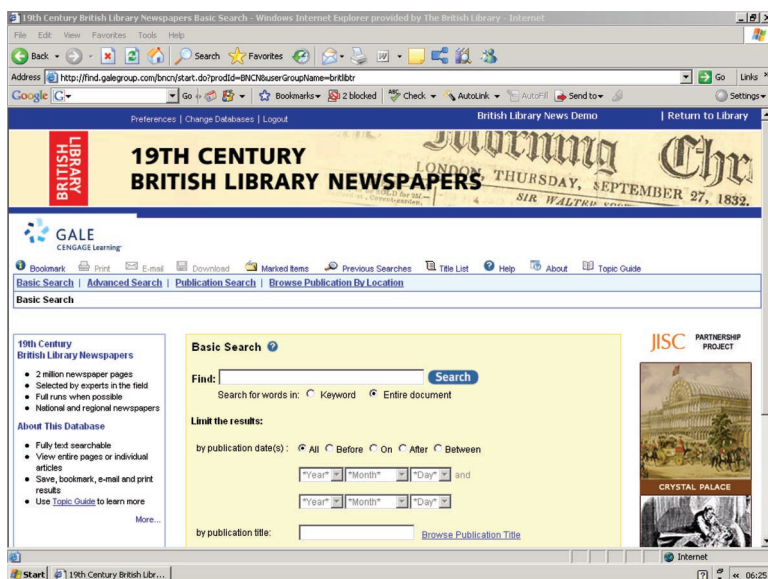 19th Century British Library Newspapers Basic Search - Windows Internet Explorer provided by The British Library - Internet
File Edit View Favorites Tools Help
Back Search Favorites
Address http://find.galegroup.com/bncn/start.do?prodId=BNCN&userGroupName=britlibtr Go Links »
Google G Go Bookmarks 2 blocked Check AutoLink AutoFill Send to Settings
Preferences | Change Databases | Logout British Library News Demo | Return to Library
BRITISH LIBRARY
19TH CENTURY
BRITISH LIBRARY NEWSPAPERS
Morning Chr
LONDON, THURSDAY, SEPTEMBER 27, 1832.
SIR WALTER
GALE
CENGAGE Learning
Bookmark Print E-mail Download Marked Items Previous Searches Title List Help About Topic Guide
Basic Search | Advanced Search | Publication Search | Browse Publication By Location
Basic Search
19th Century
British Library Newspapers
• 2 million newspaper pages
• Selected by experts in the field
• Full runs when possible
• National and regional newspapers
About This Database
• Fully text searchable
• View entire pages or individual
articles
• Save, bookmark, e-mail and print
results
• Use Topic Guide to learn more
More...
Basic Search
Find: Search
Search for words in: Keyword Entire document
Limit the results:
by publication date(s) : All Before On After Between
*Year* *Month* *Day* and
*Year* *Month* *Day*
by publication title: Browse Publication Title
JISC PARTNERSHIP
PROJECT
CRYSTAL PALACE
Internet
Start 19th Century British Libr... « 06:25